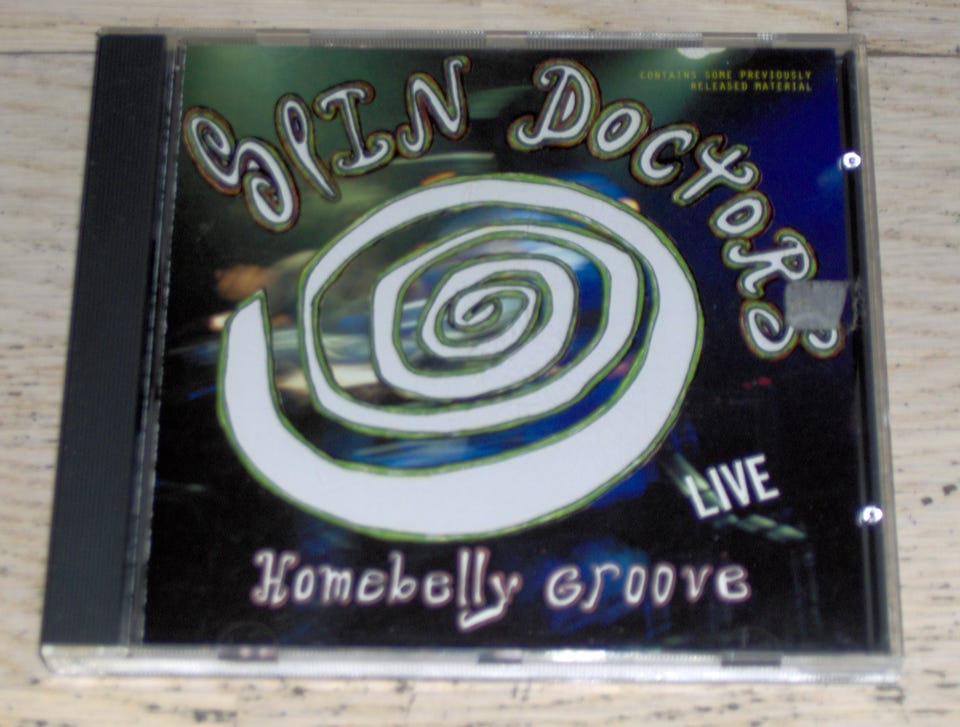 CONTAINS SOME PREVIOUSLY
RELEASED MATERIAL
SPIN DOCTORS
LIVE
Homebelly Groove